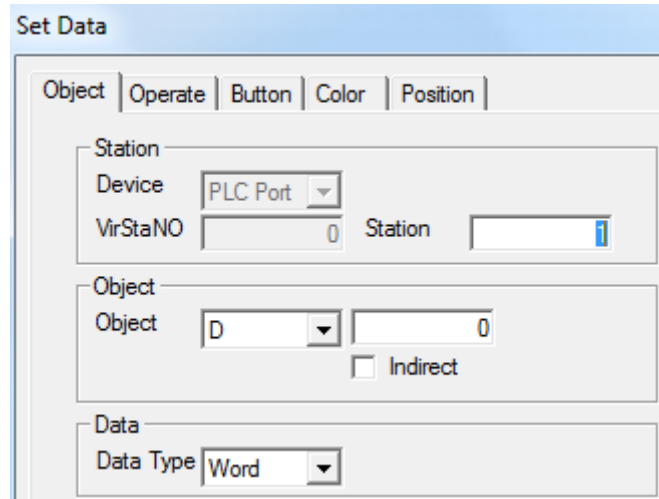 Set Data
Object Operate Button Color Position
Station
Device PLC Port
VirStaNO 0 Station 1
Object
Object D 0
Indirect
Data
Data Type Word